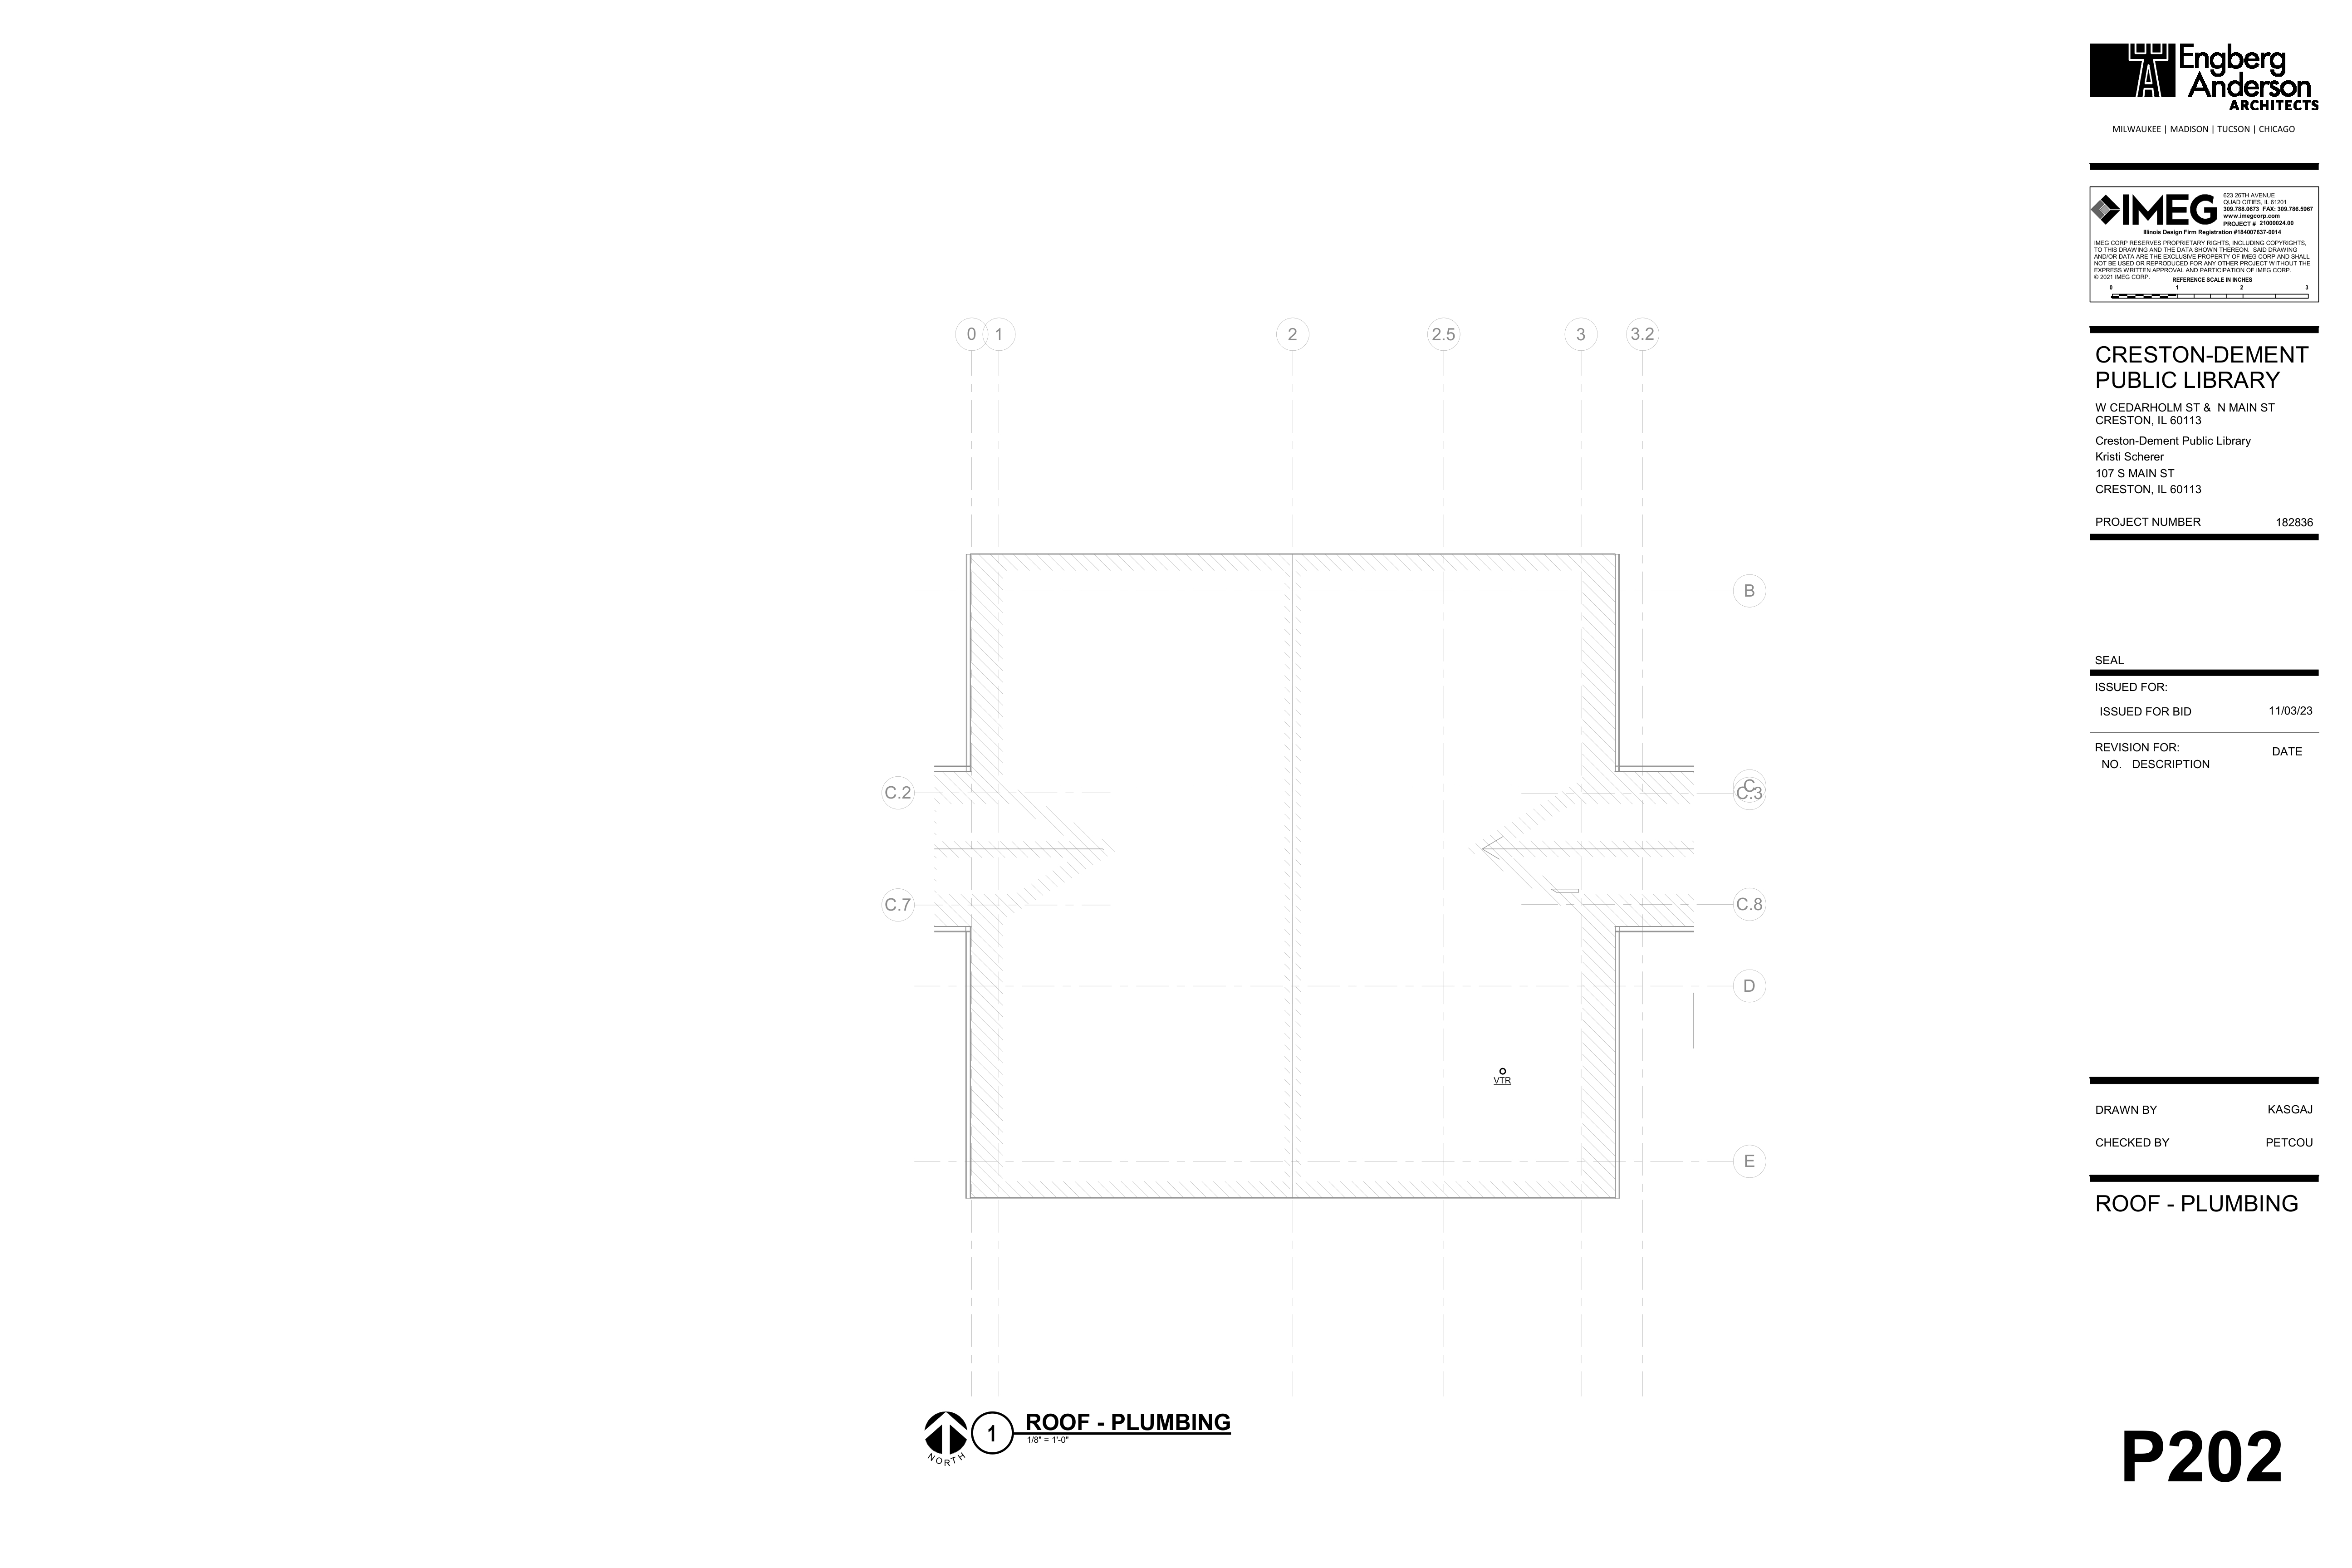 Engberg
Anderson
ARCHITECTS
MILWAUKEE | MADISON | TUCSON | CHICAGO
IMEG
623 26TH AVENUE
QUAD CITIES, IL 61201
309.788.0673 FAX: 309.786.5967
www.imegcorp.com
PROJECT # 21000024.00
Illinois Design Firm Registration #184007637-0014
IMEG CORP RESERVES PROPRIETARY RIGHTS, INCLUDING COPYRIGHTS,
TO THIS DRAWING AND THE DATA SHOWN THEREON. SAID DRAWING
AND/OR DATA ARE THE EXCLUSIVE PROPERTY OF IMEG CORP AND SHALL
NOT BE USED OR REPRODUCED FOR ANY OTHER PROJECT WITHOUT THE
EXPRESS WRITTEN APPROVAL AND PARTICIPATION OF IMEG CORP.
© 2021 IMEG CORP.
REFERENCE SCALE IN INCHES
0 1 2 3
CRESTON-DEMENT
PUBLIC LIBRARY
W CEDARHOLM ST & N MAIN ST
CRESTON, IL 60113
Creston-Dement Public Library
Kristi Scherer
107 S MAIN ST
CRESTON, IL 60113
PROJECT NUMBER 182836
SEAL
ISSUED FOR:
ISSUED FOR BID 11/03/23
REVISION FOR:
NO. DESCRIPTION DATE
DRAWN BY KASGAJ
CHECKED BY PETCOU
ROOF - PLUMBING
P202
0 1 2 2.5 3 3.2
B
C
C.2 C.3
C.7 C.8
D
VTR
E
1 ROOF - PLUMBING
1/8" = 1'-0"
NORTH